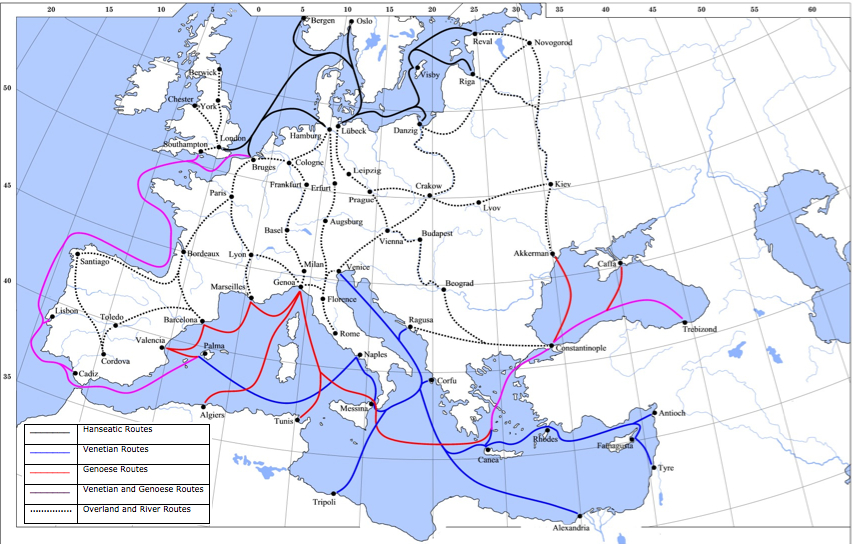 20 15 10 5 0 5 10 15 20 25 30 35 40 45 50 55 60
Bergen
Oslo
Reval
Novogorod
Berwick
Visby
Riga
50
Chester
York
London
Hamburg
Lübeck
Danzig
Southampton
Bruges
Cologne
Leipzig
45
Paris
Frankfurt
Erfurt
Prague
Crakow
Kiev
Lvov
Basel
Augsburg
Vienna
Budapest
Santiago
Bordeaux
Lyon
Milan
Venice
Akkerman
Caffa
40
Marseilles
Genoa
Florence
Beograd
Lisbon
Toledo
Barcelona
Ragusa
Trebizond
Valencia
Palma
Rome
Constantinople
Cordova
Naples
35
Cadiz
Corfu
Algiers
Messina
Antioch
Tunis
Rhodes
Famagusta
Canea
Tyre
Tripoli
Alexandria
Hanseatic Routes
Venetian Routes
Genoese Routes
Venetian and Genoese Routes
Overland and River Routes
35 40 45 50